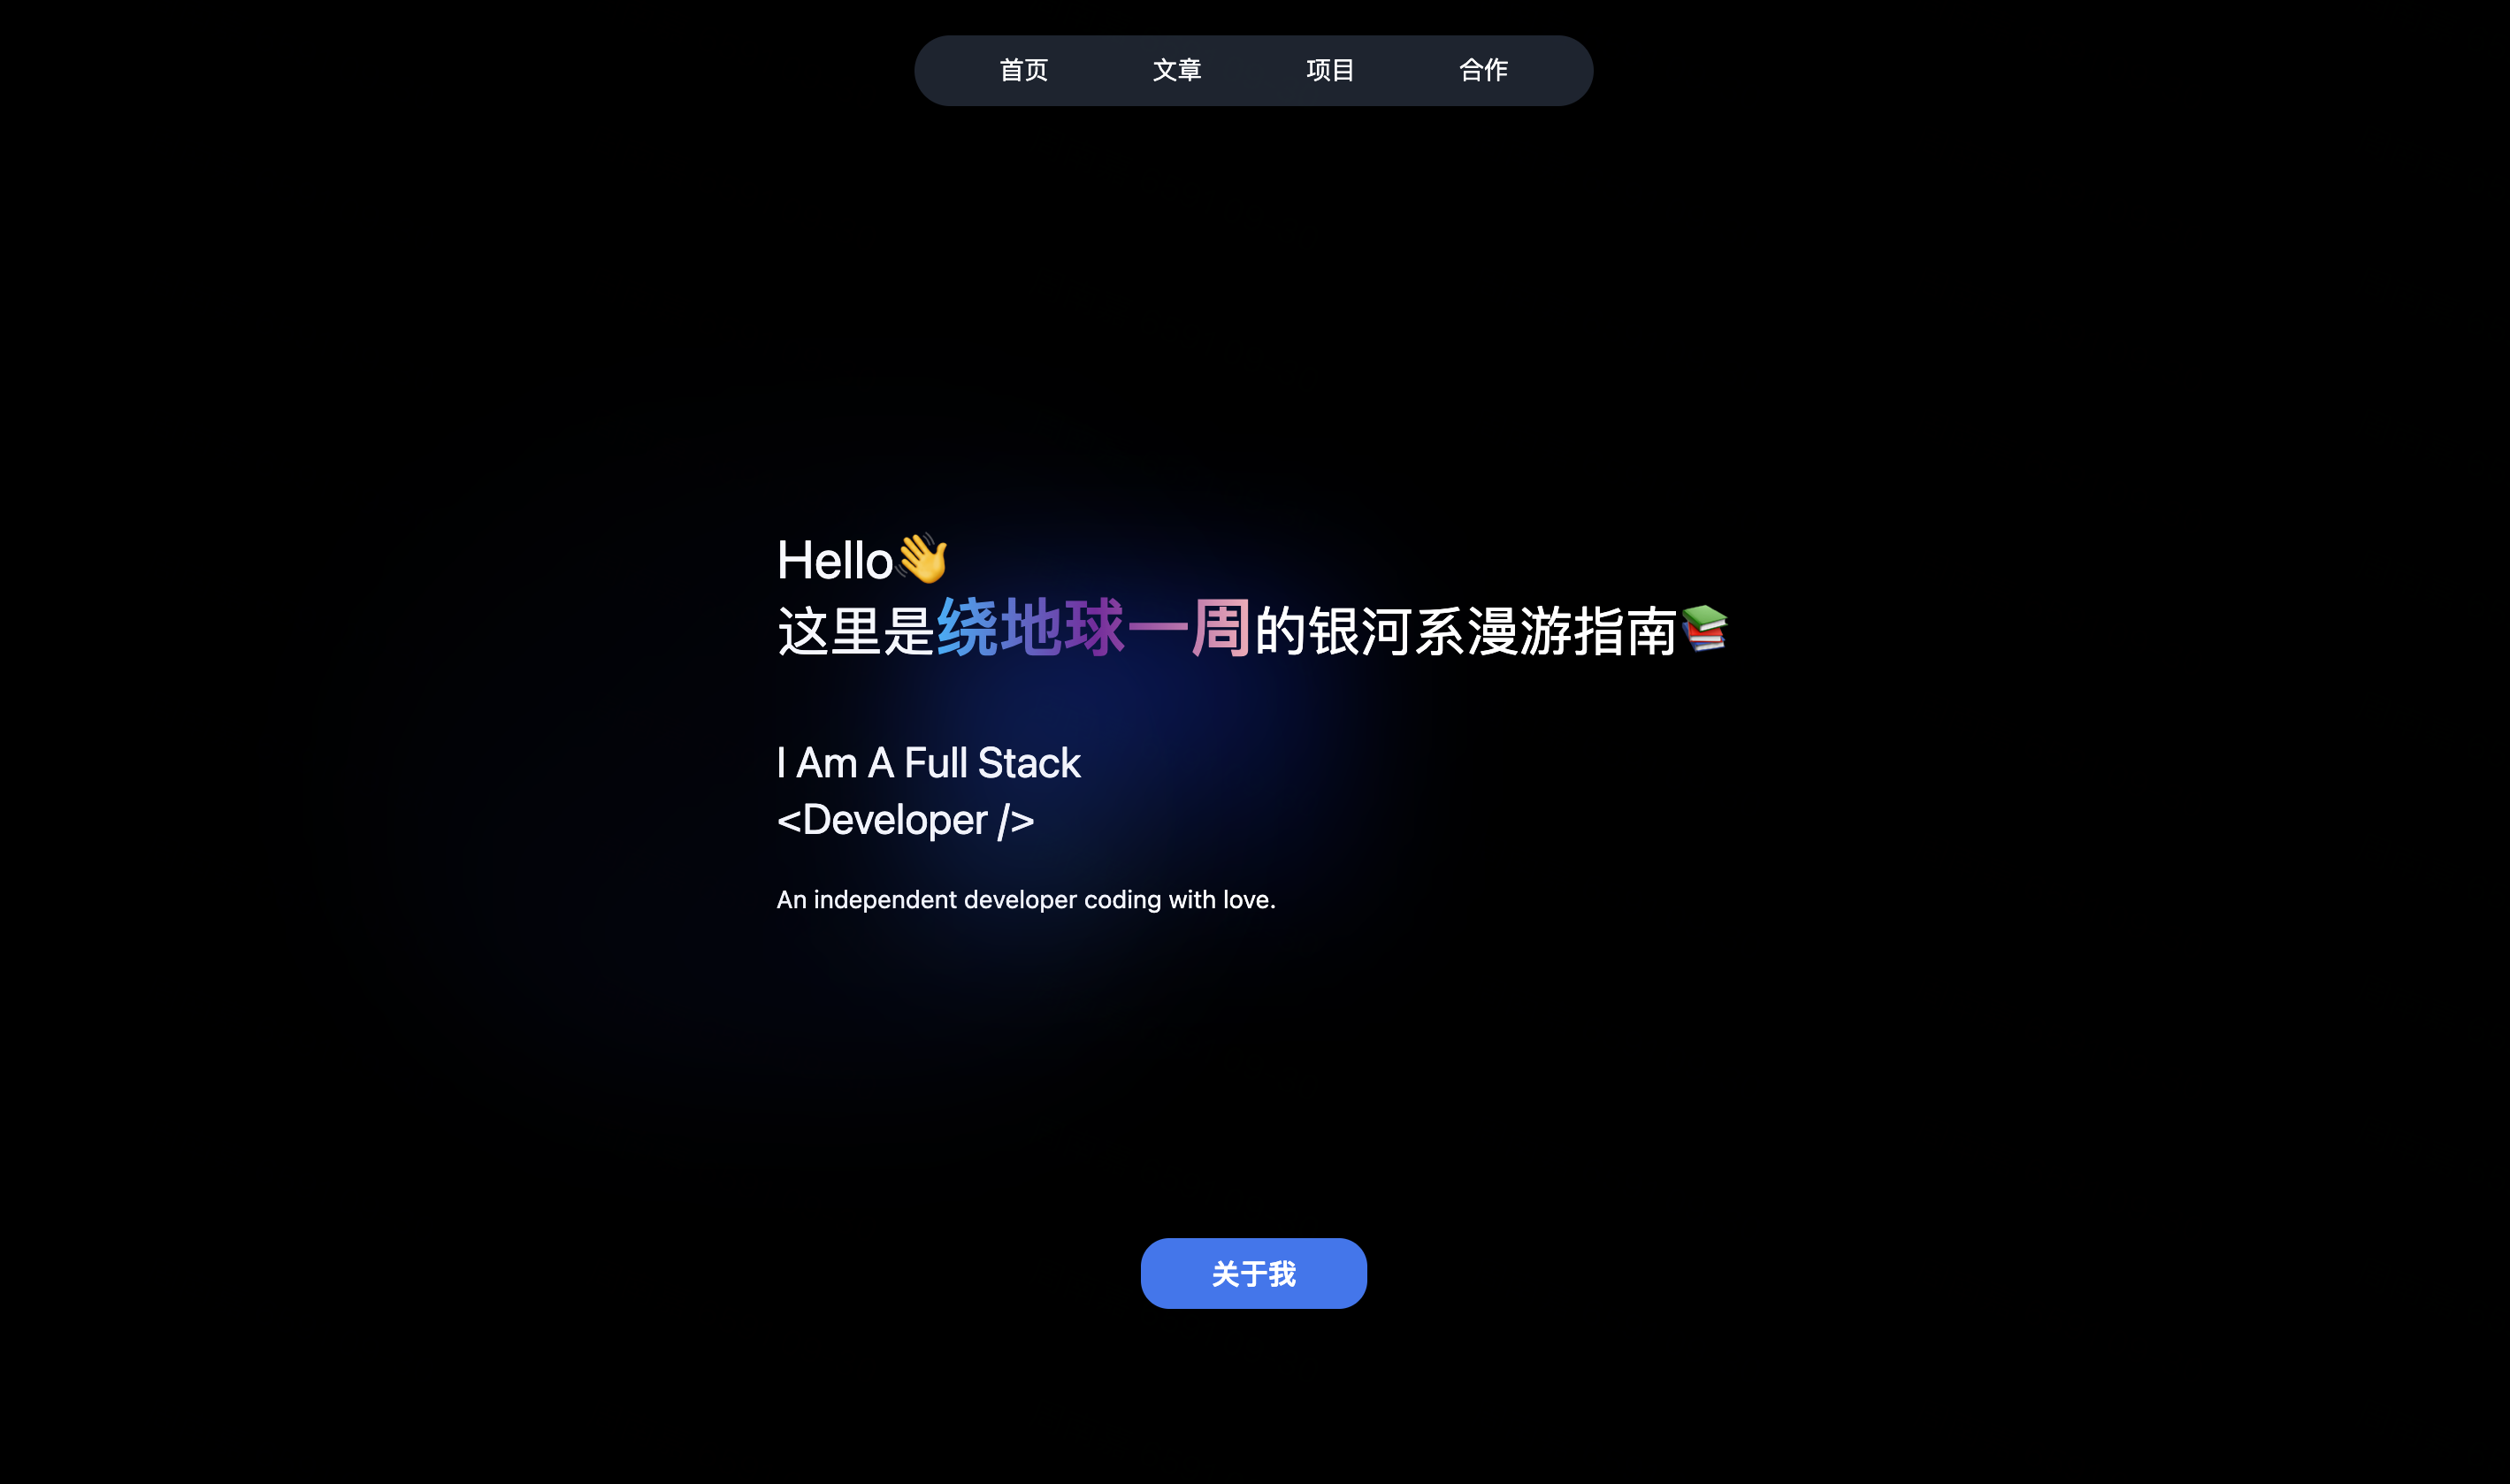 首页 文章 项目 合作
Hello👋
这里是绕地球一周的银河系漫游指南📚
I Am A Full Stack
<Developer />
An independent developer coding with love.
关于我